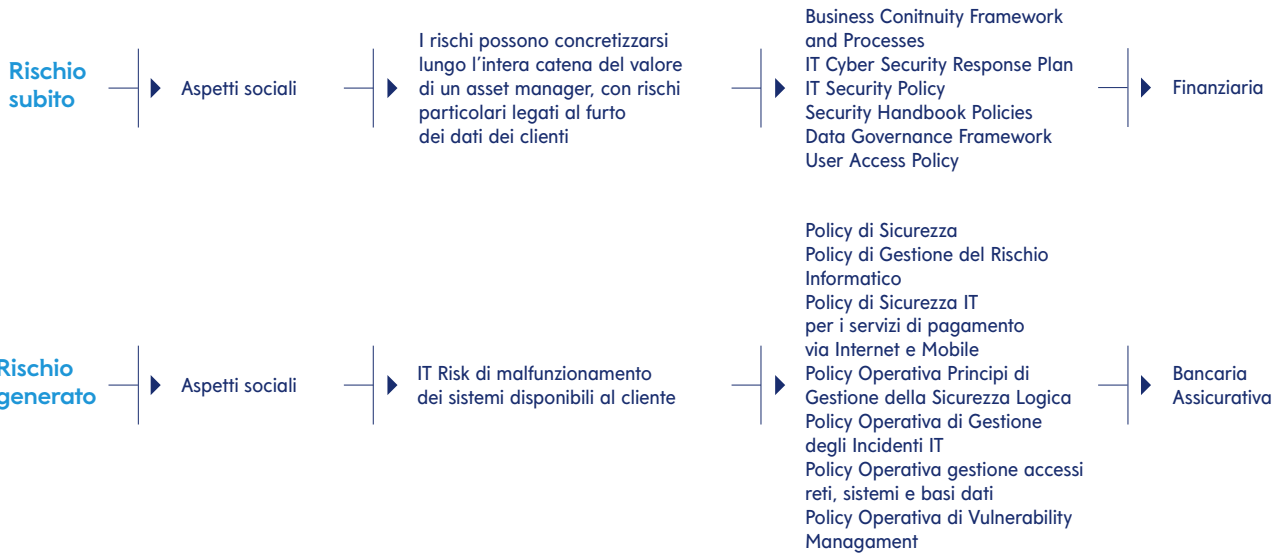 Rischio
subito
Aspetti sociali
I rischi possono concretizzarsi
lungo l'intera catena del valore
di un asset manager, con rischi
particolari legati al furto
dei dati dei clienti
Business Conitnuity Framework
and Processes
IT Cyber Security Response Plan
IT Security Policy
Security Handbook Policies
Data Governance Framework
User Access Policy
Finanziaria
Rischio
generato
Aspetti sociali
IT Risk di malfunzionamento
dei sistemi disponibili al cliente
Policy di Sicurezza
Policy di Gestione del Rischio
Informatico
Policy di Sicurezza IT
per i servizi di pagamento
via Internet e Mobile
Policy Operativa Principi di
Gestione della Sicurezza Logica
Policy Operativa di Gestione
degli Incidenti IT
Policy Operativa gestione accessi
reti, sistemi e basi dati
Policy Operativa di Vulnerability
Managament
Bancaria
Assicurativa